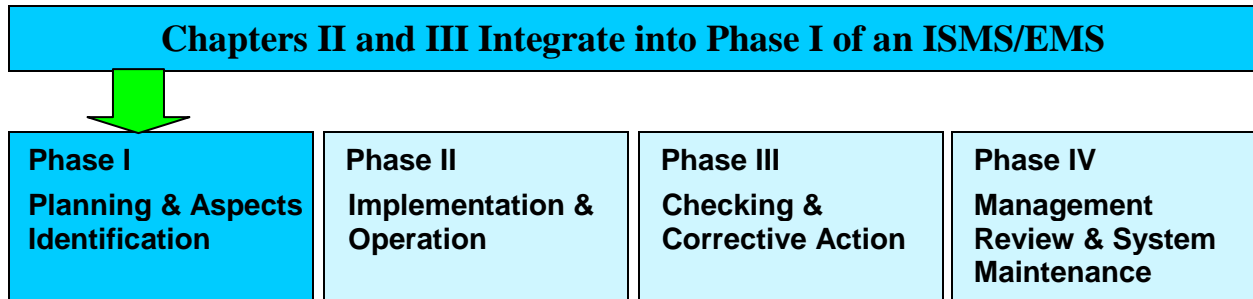 Chapters II and III Integrate into Phase I of an ISMS/EMS
Phase I
Planning & Aspects
Identification
Phase II
Implementation &
Operation
Phase III
Checking &
Corrective Action
Phase IV
Management
Review & System
Maintenance